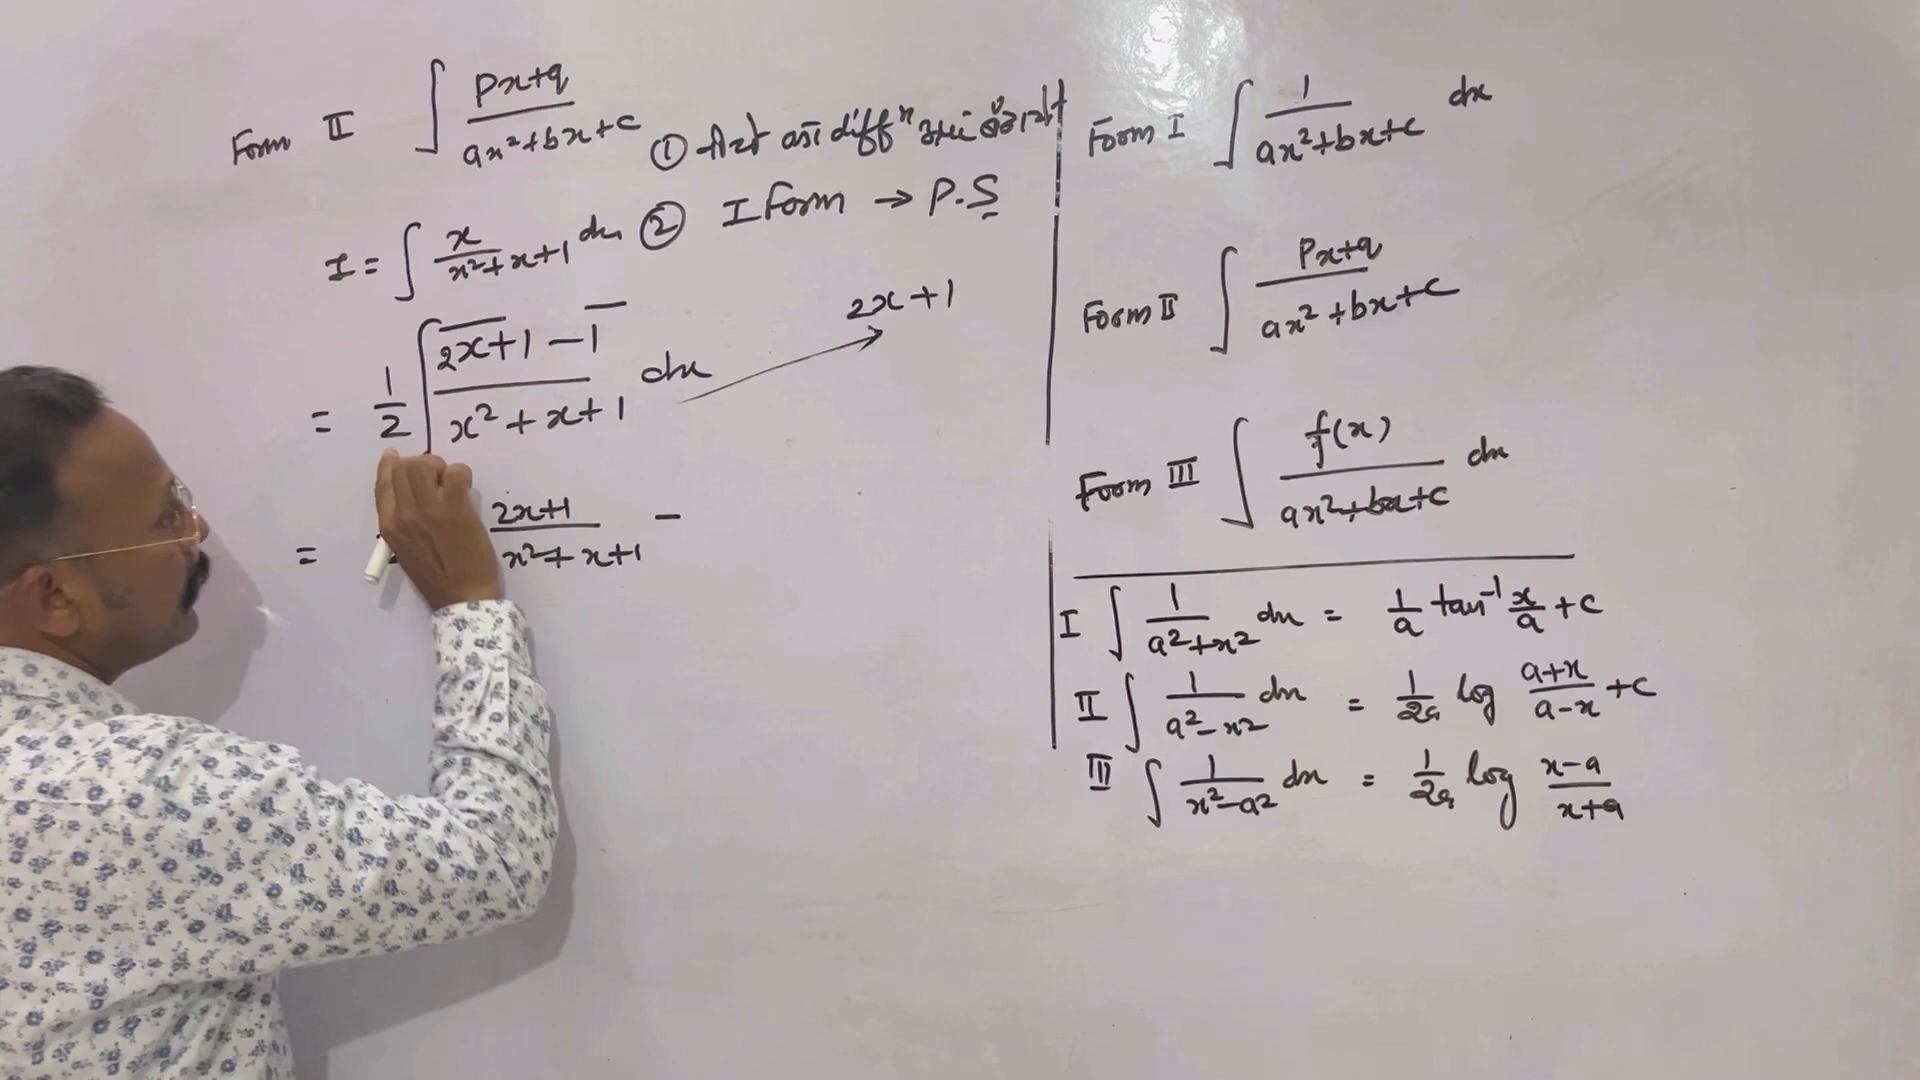 Form II ∫ Px+q / ax²+bx+c
① का diffⁿ
② I Form → P.S
I = ∫ x / x²+x+1 dx
= 1/2 ∫ 2x+1-1 / x²+x+1 dx
2x+1
= 2x+1 / x²+x+1 -
Form I ∫ 1 / ax²+bx+c dx
Form II ∫ Px+q / ax²+bx+c
Form III ∫ f(x) / ax²+bx+c dx
I ∫ 1 / a²+x² dx = 1/a tan⁻¹ x/a + c
II ∫ 1 / a²-x² dx = 1/2a log a+x / a-x + c
III ∫ 1 / x²-a² dx = 1/2a log x-a / x+a